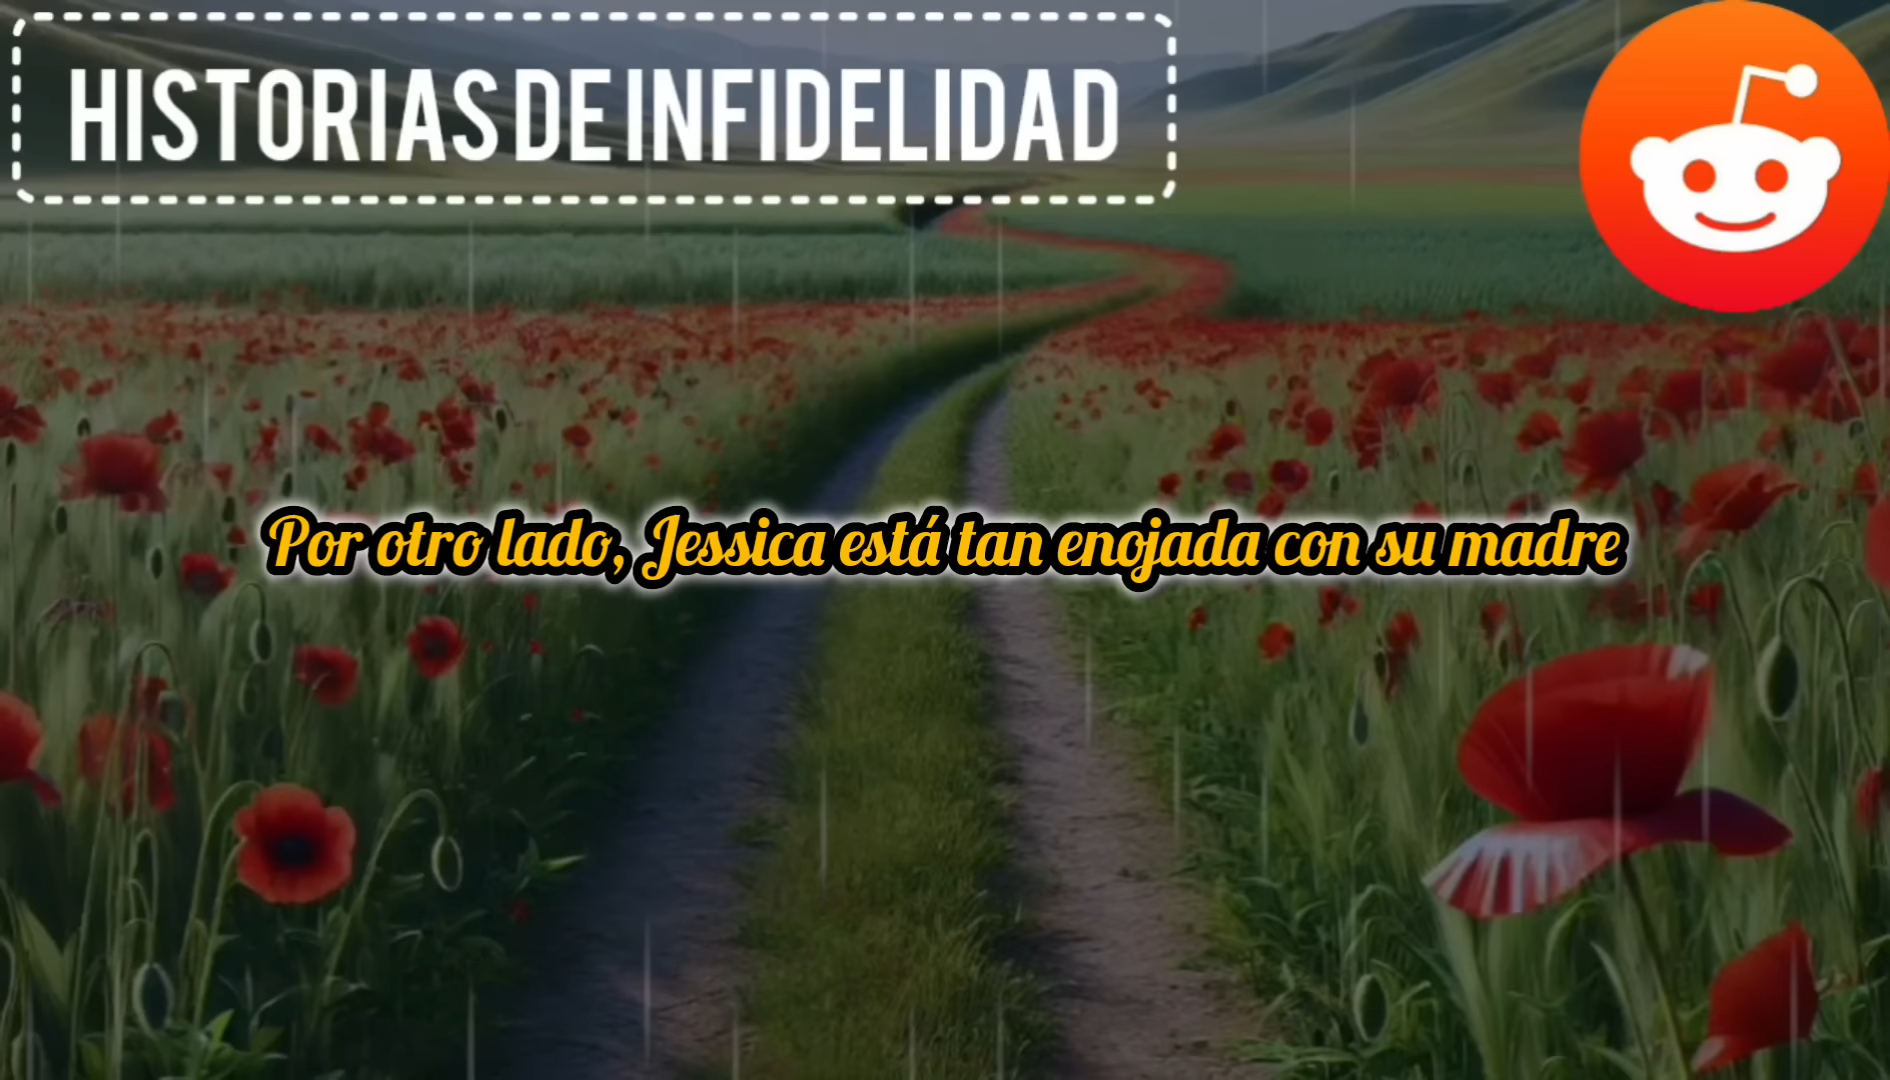 HISTORIAS DE INFIDELIDAD
Por otro lado, Jessica está tan enojada con su madre